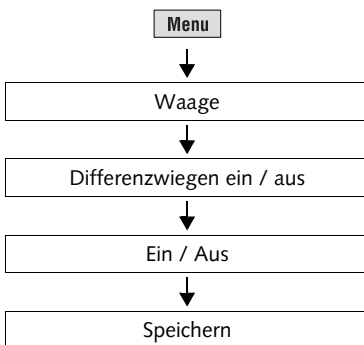 Menu
Waage
Differenzwiegen ein / aus
Ein / Aus
Speichern